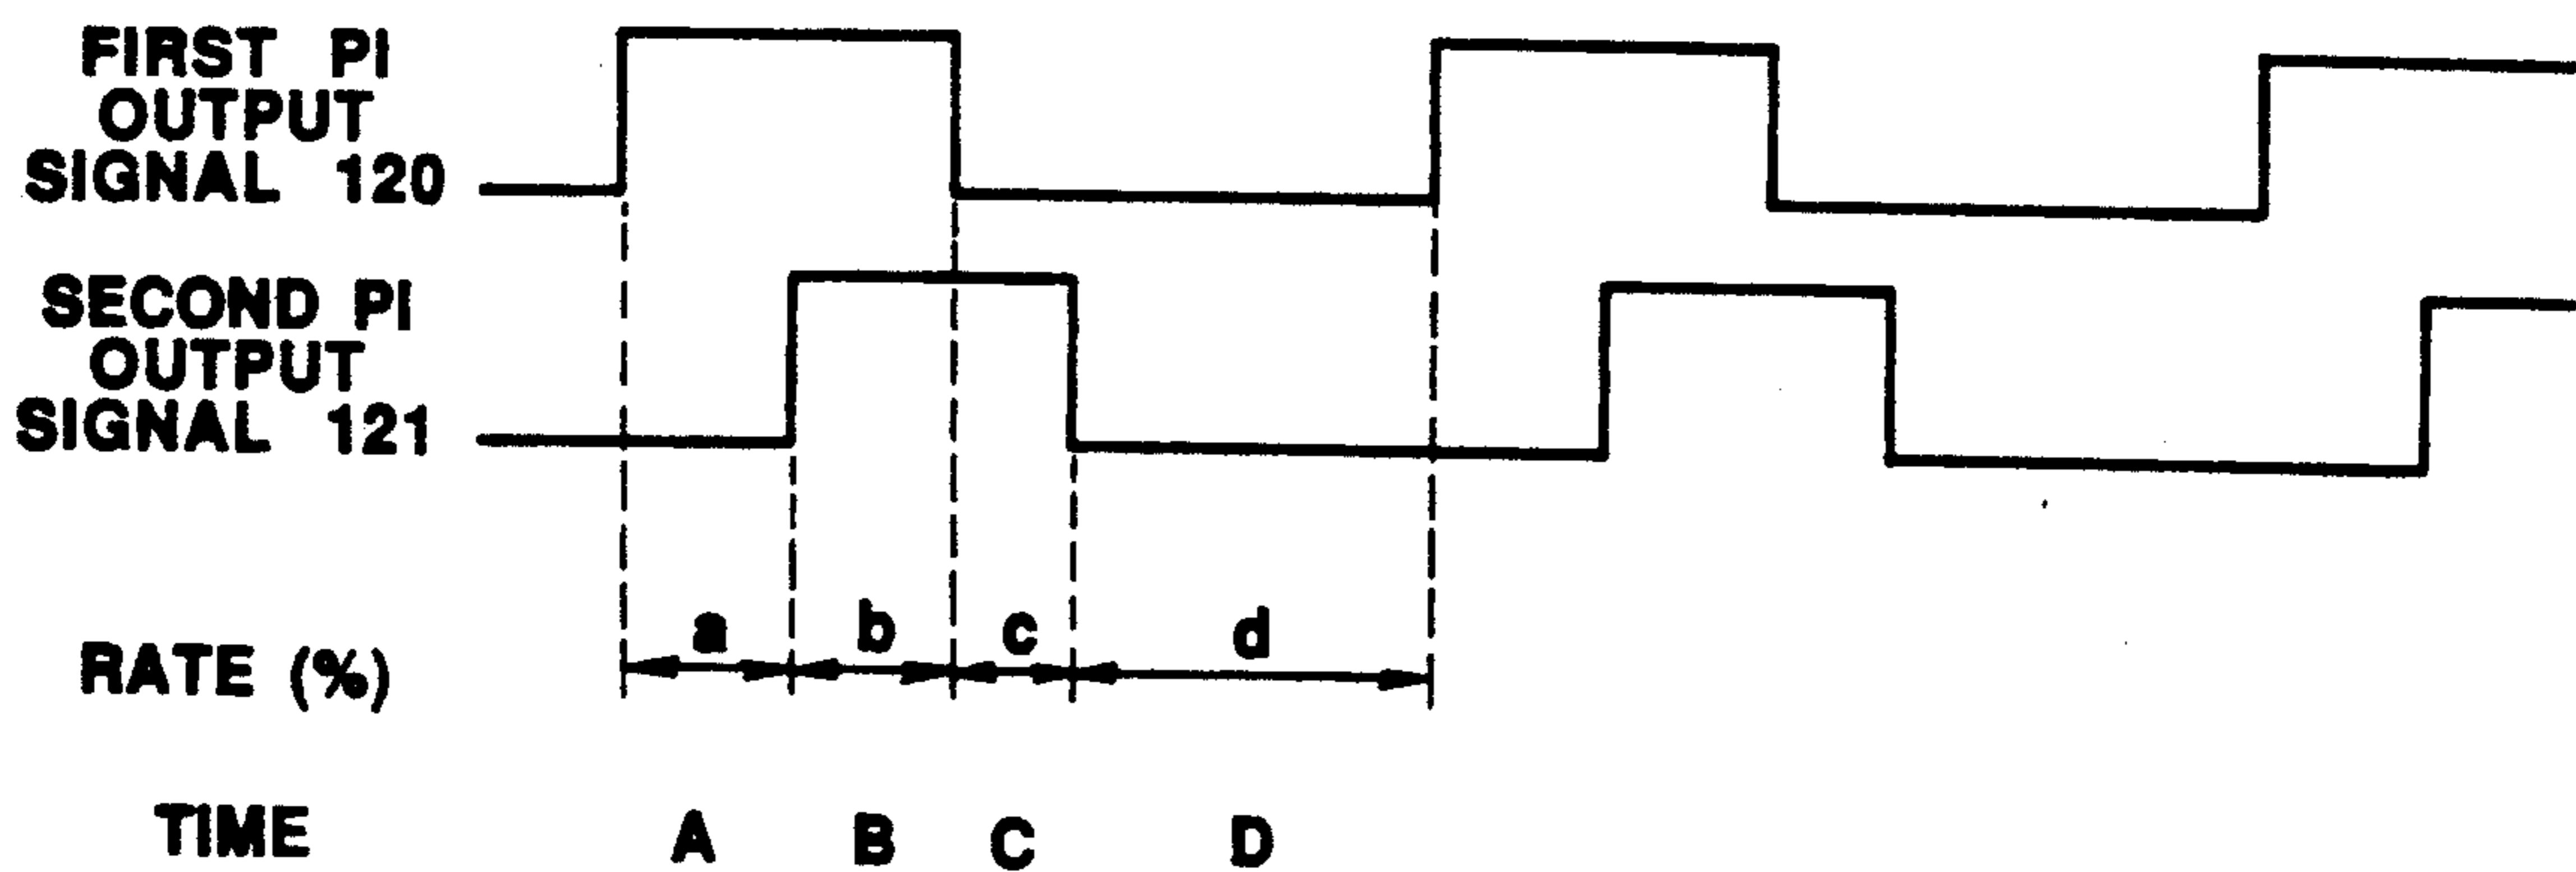 FIRST PI
OUTPUT
SIGNAL 120
SECOND PI
OUTPUT
SIGNAL 121
RATE (%) a b c d
TIME A B C D